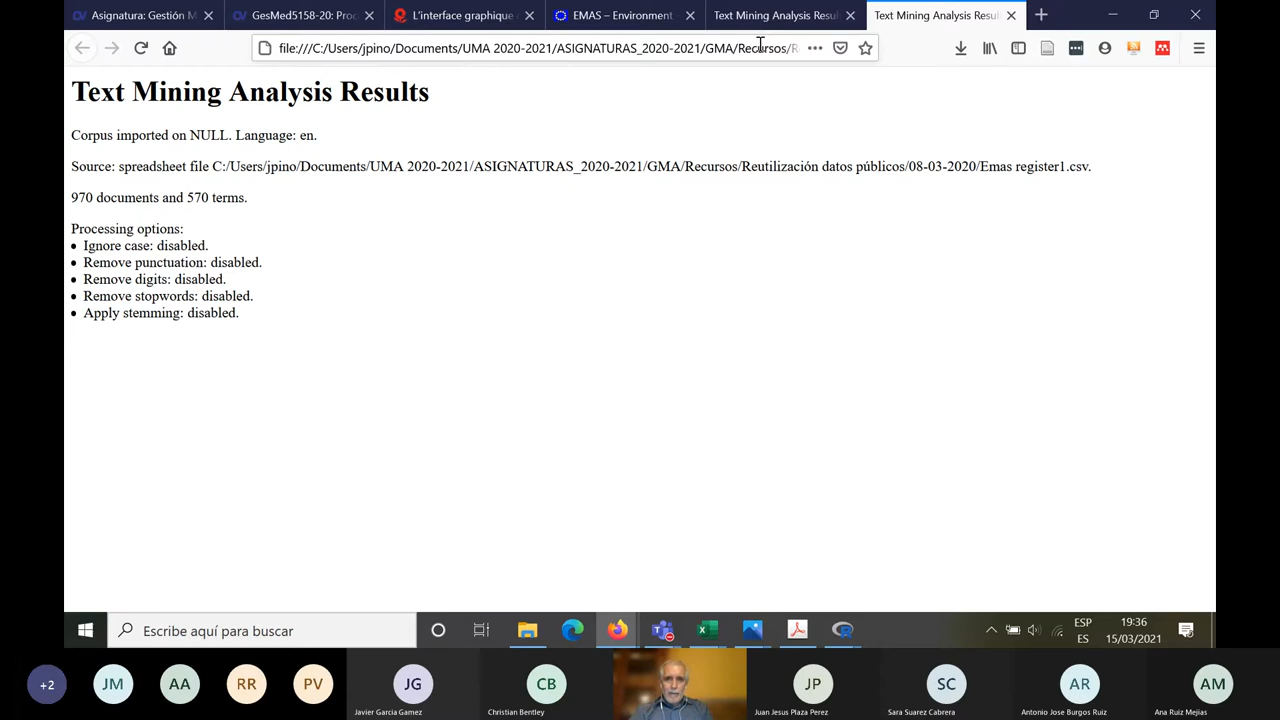 Asignatura: Gestión M
GesMed5158-20: Pro
L'interface graphique
EMAS – Environment
Text Mining Analysis Resul
Text Mining Analysis Resul
file:///C:/Users/jpino/Documents/UMA 2020-2021/ASIGNATURAS_2020-2021/GMA/Recursos/R
Text Mining Analysis Results
Corpus imported on NULL. Language: en.
Source: spreadsheet file C:/Users/jpino/Documents/UMA 2020-2021/ASIGNATURAS_2020-2021/GMA/Recursos/Reutilización datos públicos/08-03-2020/Emas register1.csv.
970 documents and 570 terms.
Processing options:
• Ignore case: disabled.
• Remove punctuation: disabled.
• Remove digits: disabled.
• Remove stopwords: disabled.
• Apply stemming: disabled.
Escribe aquí para buscar
ESP
ES
19:36
15/03/2021
+2
JM
AA
RR
PV
JG
CB
JP
SC
AR
AM
Javier Garcia Gamez
Christian Bentley
Juan Jesus Plaza Perez
Sara Suarez Cabrera
Antonio Jose Burgos Ruiz
Ana Ruiz Mejias